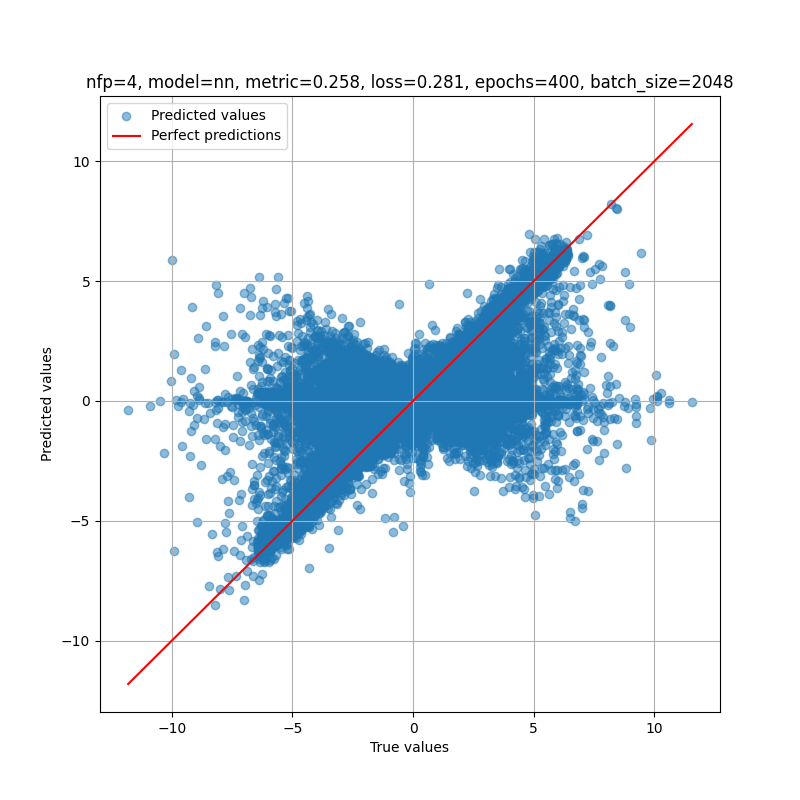 nfp=4, model=nn, metric=0.258, loss=0.281, epochs=400, batch_size=2048
Predicted values
Perfect predictions
10
5
0
−5
−10
Predicted values
−10
−5
0
5
10
True values